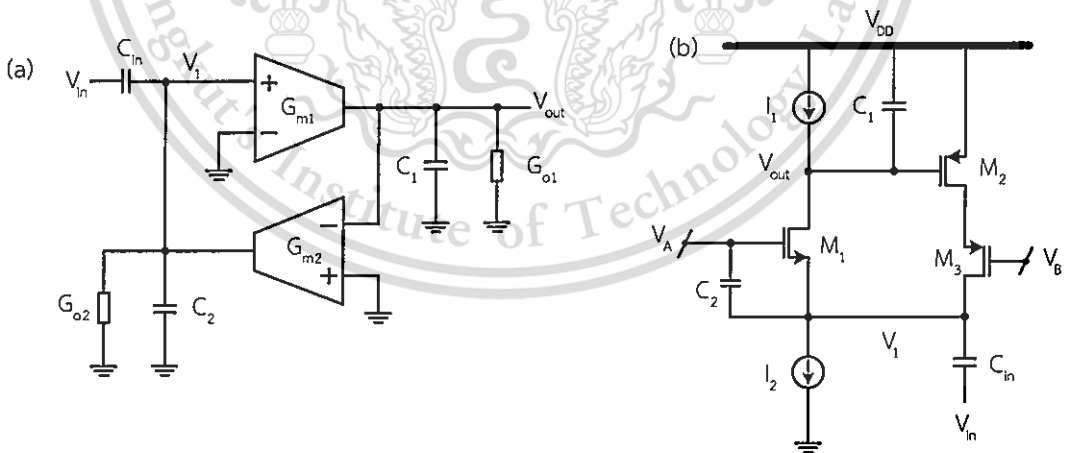 (a)
V_in
C_in
V_1
+
G_m1
−
V_out
C_1
G_o1
−
G_m2
+
G_o2
C_2
(b)
V_DD
I_1
C_1
V_out
M_2
V_A
M_1
M_3
V_B
C_2
V_1
I_2
C_in
V_in
Institute of Technology